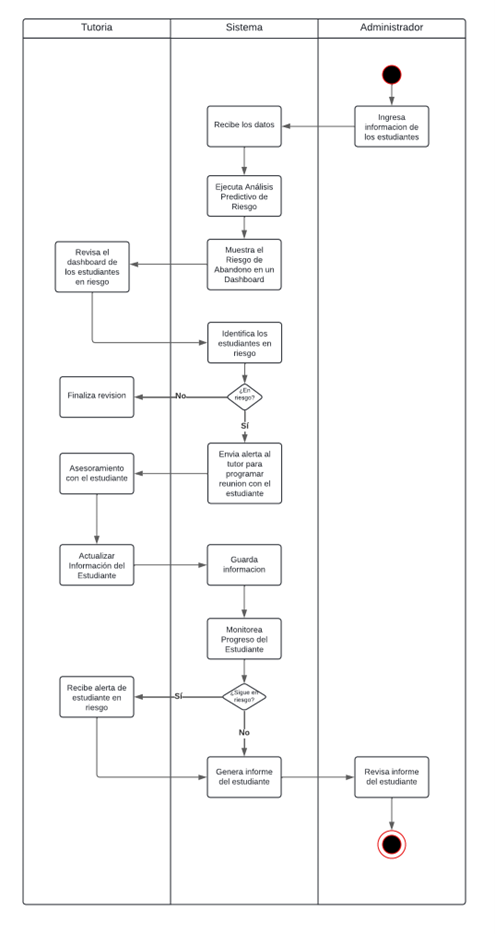 Tutoria
Sistema
Administrador
Ingresa
informacion de
los estudiantes
Recibe los datos
Ejecuta Análisis
Predictivo de
Riesgo
Muestra el
Riesgo de
Abandono en un
Dashboard
Revisa el
dashboard de
los estudiantes
en riesgo
Identifica los
estudiantes en
riesgo
¿En
riesgo?
No
Finaliza revision
Sí
Envia alerta al
tutor para
programar
reunion con el
estudiante
Asesoramiento
con el estudiante
Actualizar
Información del
Estudiante
Guarda
informacion
Monitorea
Progreso del
Estudiante
¿Sigue en
riesgo?
Sí
Recibe alerta de
estudiante en
riesgo
No
Genera informe
del estudiante
Revisa informe
del estudiante